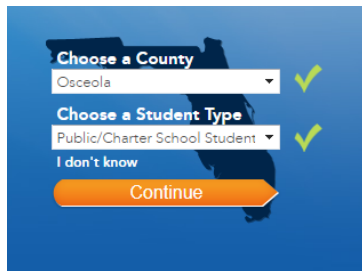 Choose a County
Osceola
Choose a Student Type
Public/Charter School Student
I don't know
Continue